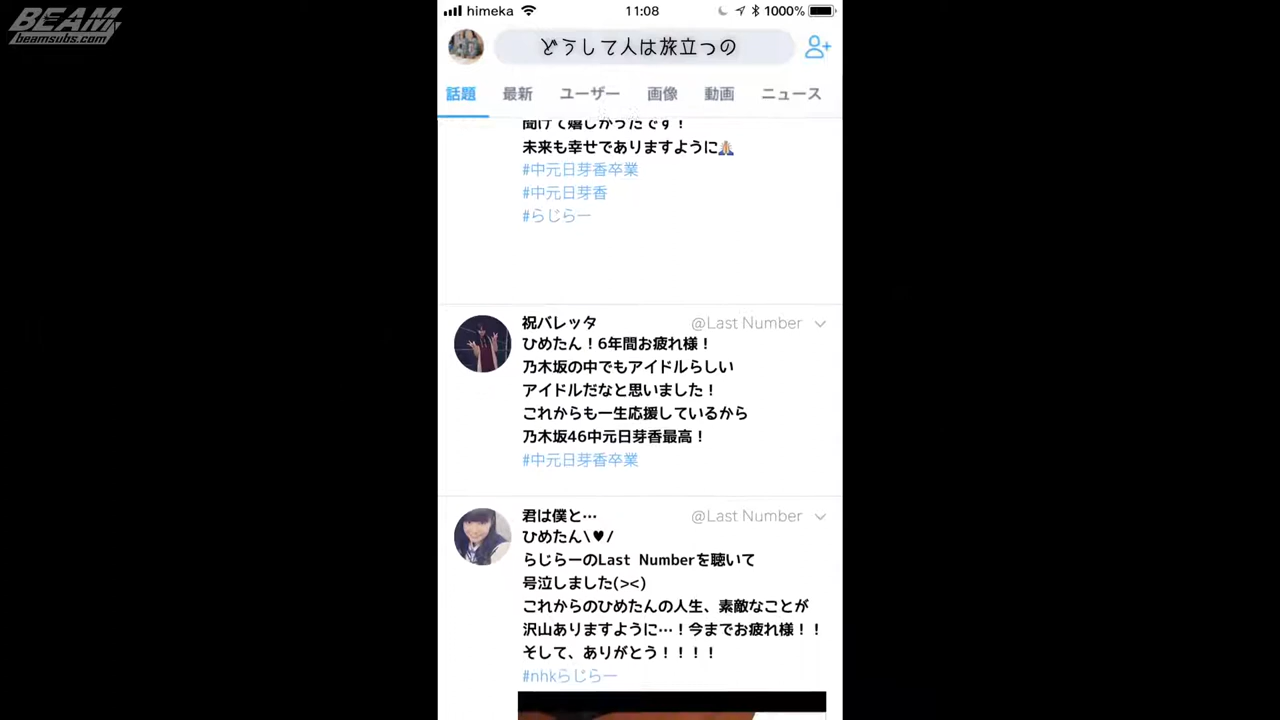 BEAM
beamsubs.com
himeka
11:08
1000%
どうして人は旅立つの
話題 最新 ユーザー 画像 動画 ニュース
聞けて嬉しかったです！
未来も幸せでありますように🙏
#中元日芽香卒業
#中元日芽香
#らじらー
祝バレッタ @Last Number
ひめたん！6年間お疲れ様！
乃木坂の中でもアイドルらしい
アイドルだなと思いました！
これからも一生応援しているから
乃木坂46中元日芽香最高！
#中元日芽香卒業
君は僕と… @Last Number
ひめたん\♥/
らじらーのLast Numberを聴いて
号泣しました(><)
これからのひめたんの人生、素敵なことが
沢山ありますように…！今までお疲れ様！！
そして、ありがとう！！！！
#nhkらじらー